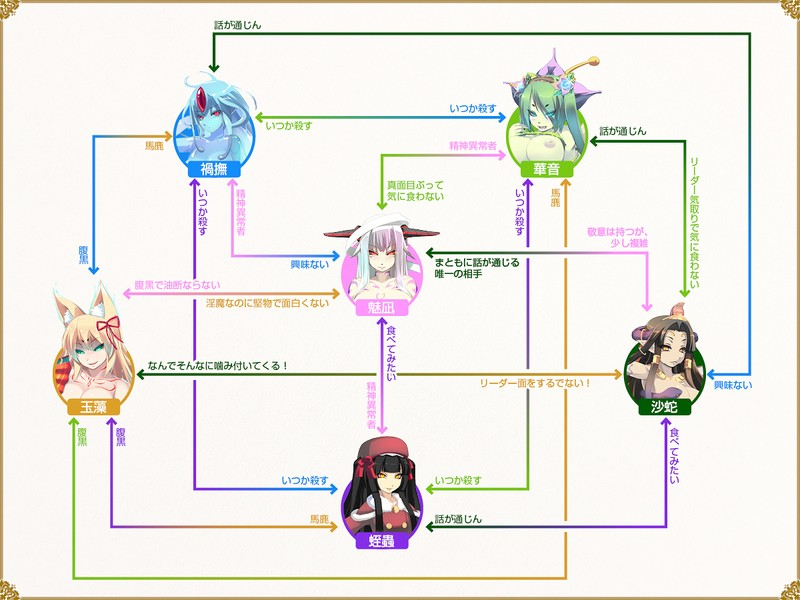 話が通じん
いつか殺す
いつか殺す
精神異常者
話が通じん
馬鹿
禍撫
華音
真面目ぶって
気に食わない
リーダー気取りで気に食わない
いつか殺す
精神異常者
いつか殺す
馬鹿
腹黒
敬意は持つが、
少し複雑
興味ない
まともに話が通じる
唯一の相手
腹黒で油断ならない
淫魔なのに堅物で面白くない
魅凪
食べてみたい
なんでそんなに噛み付いてくる！
リーダー面をするでない！
興味ない
精神異常者
玉藻
沙蛇
腹黒
腹黒
食べてみたい
いつか殺す
いつか殺す
馬鹿
話が通じん
蛭蟲